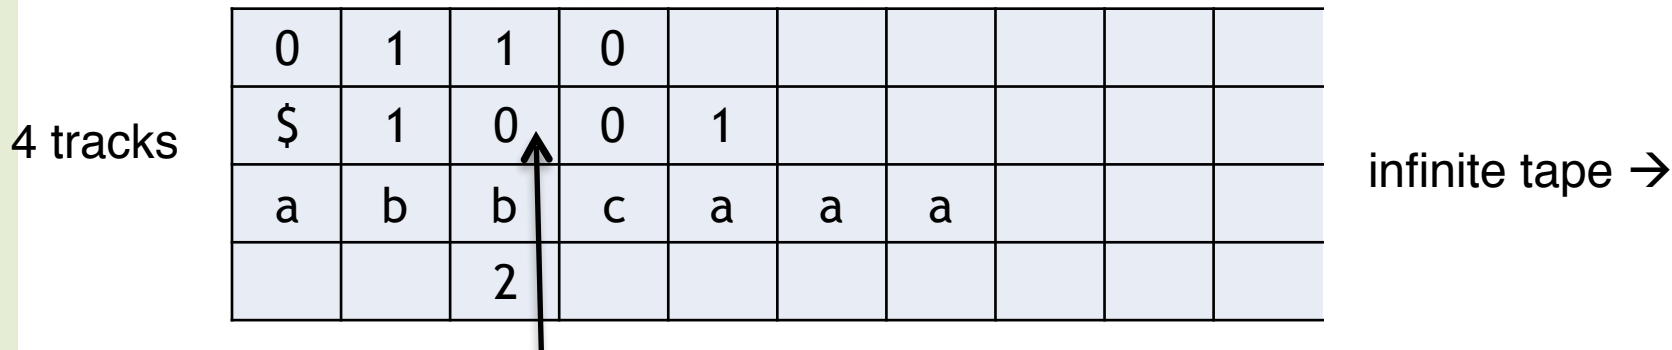 0 1 1 0
4 tracks
$ 1 0 0 1
infinite tape →
a b b c a a a
2